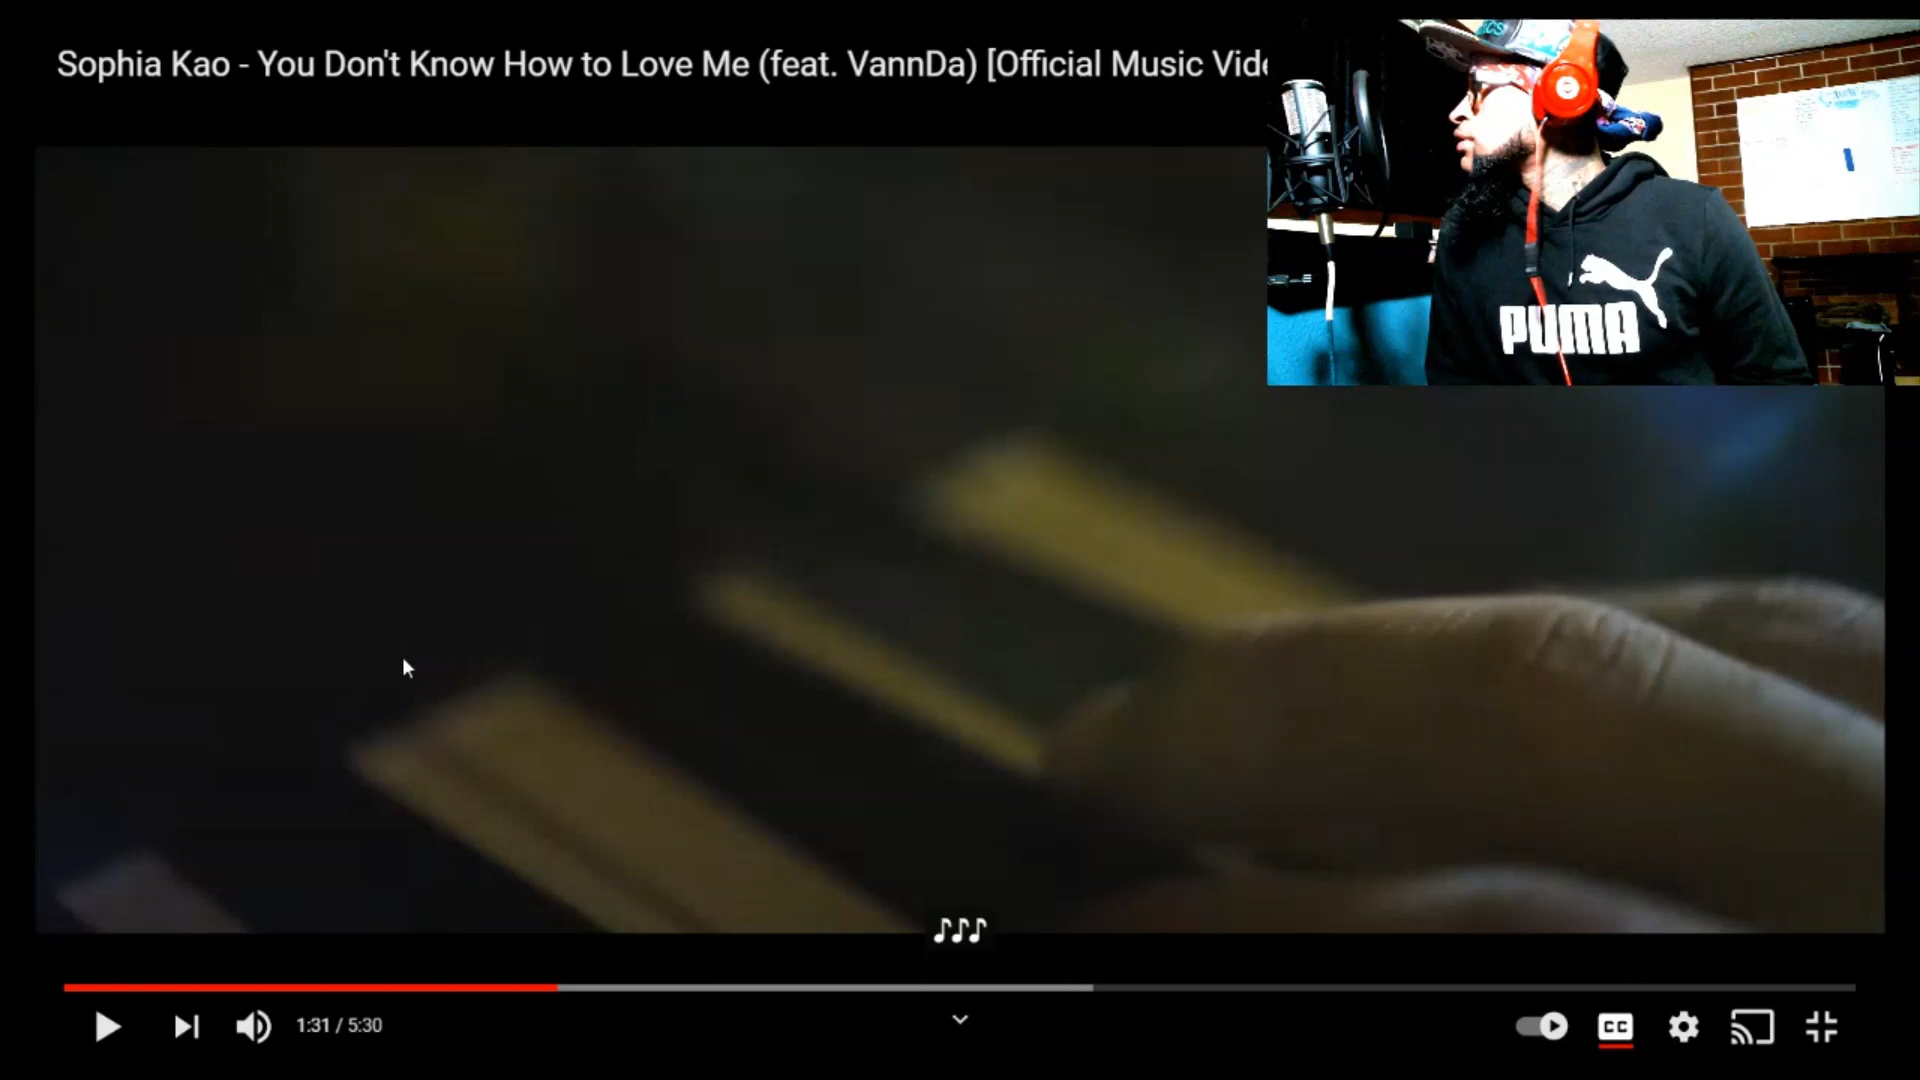 Sophia Kao - You Don't Know How to Love Me (feat. VannDa) [Official Music Vide
PUMA
♪♪♪
1:31 / 5:30
CC